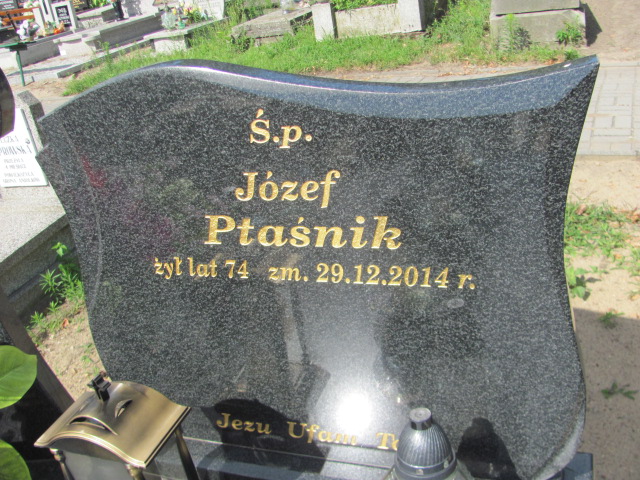 Ś.p.
Józef
Ptaśnik
żył lat 74 zm. 29.12.2014 r.
Jezu Ufam